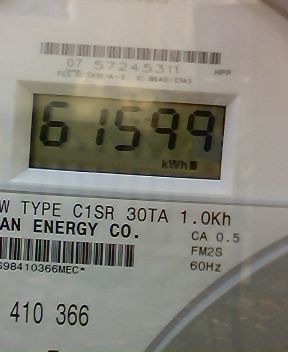 07 57245311
HPP
61599
kWh
W TYPE C1SR 30TA 1.0Kh
AN ENERGY CO.
CA 0.5
FM2S
60Hz
S98410366MEC*
410 366